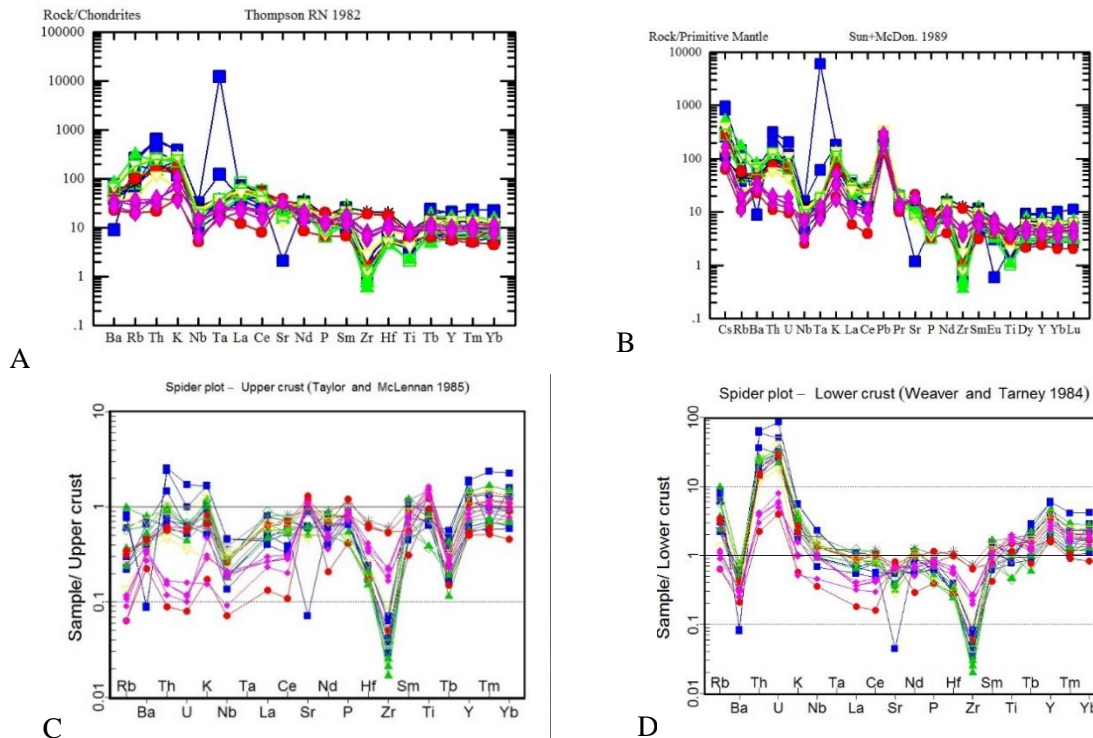 Rock/Chondrites Thompson RN 1982
100000
10000
1000
100
10
1
.1
Ba Rb Th K Nb Ta La Ce Sr Nd P Sm Zr Hf Ti Tb Y Tm Yb
A
Rock/Primitive Mantle Sun+McDon. 1989
10000
1000
100
10
1
.1
Cs Rb Ba Th U Nb Ta K La Ce Pb Pr Sr P Nd Zr Sm Eu Ti Dy Y Yb Lu
B
Spider plot – Upper crust (Taylor and McLennan 1985)
Sample/ Upper crust
10
1
0.1
0.01
Rb Th K Ta Ce Nd Hf Sm Tb Tm
Ba U Nb La Sr P Zr Ti Y Yb
C
Spider plot – Lower crust (Weaver and Tarney 1984)
Sample/ Lower crust
100
10
1
0.1
0.01
Rb Th K Ta Ce Nd Hf Sm Tb Tm
Ba U Nb La Sr P Zr Ti Y Yb
D